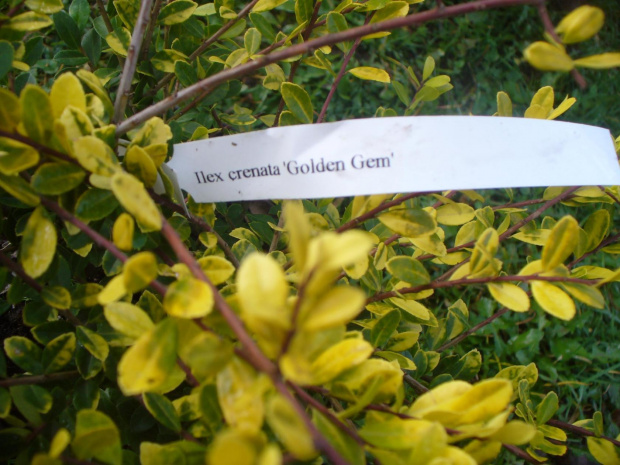 Ilex crenata 'Golden Gem'